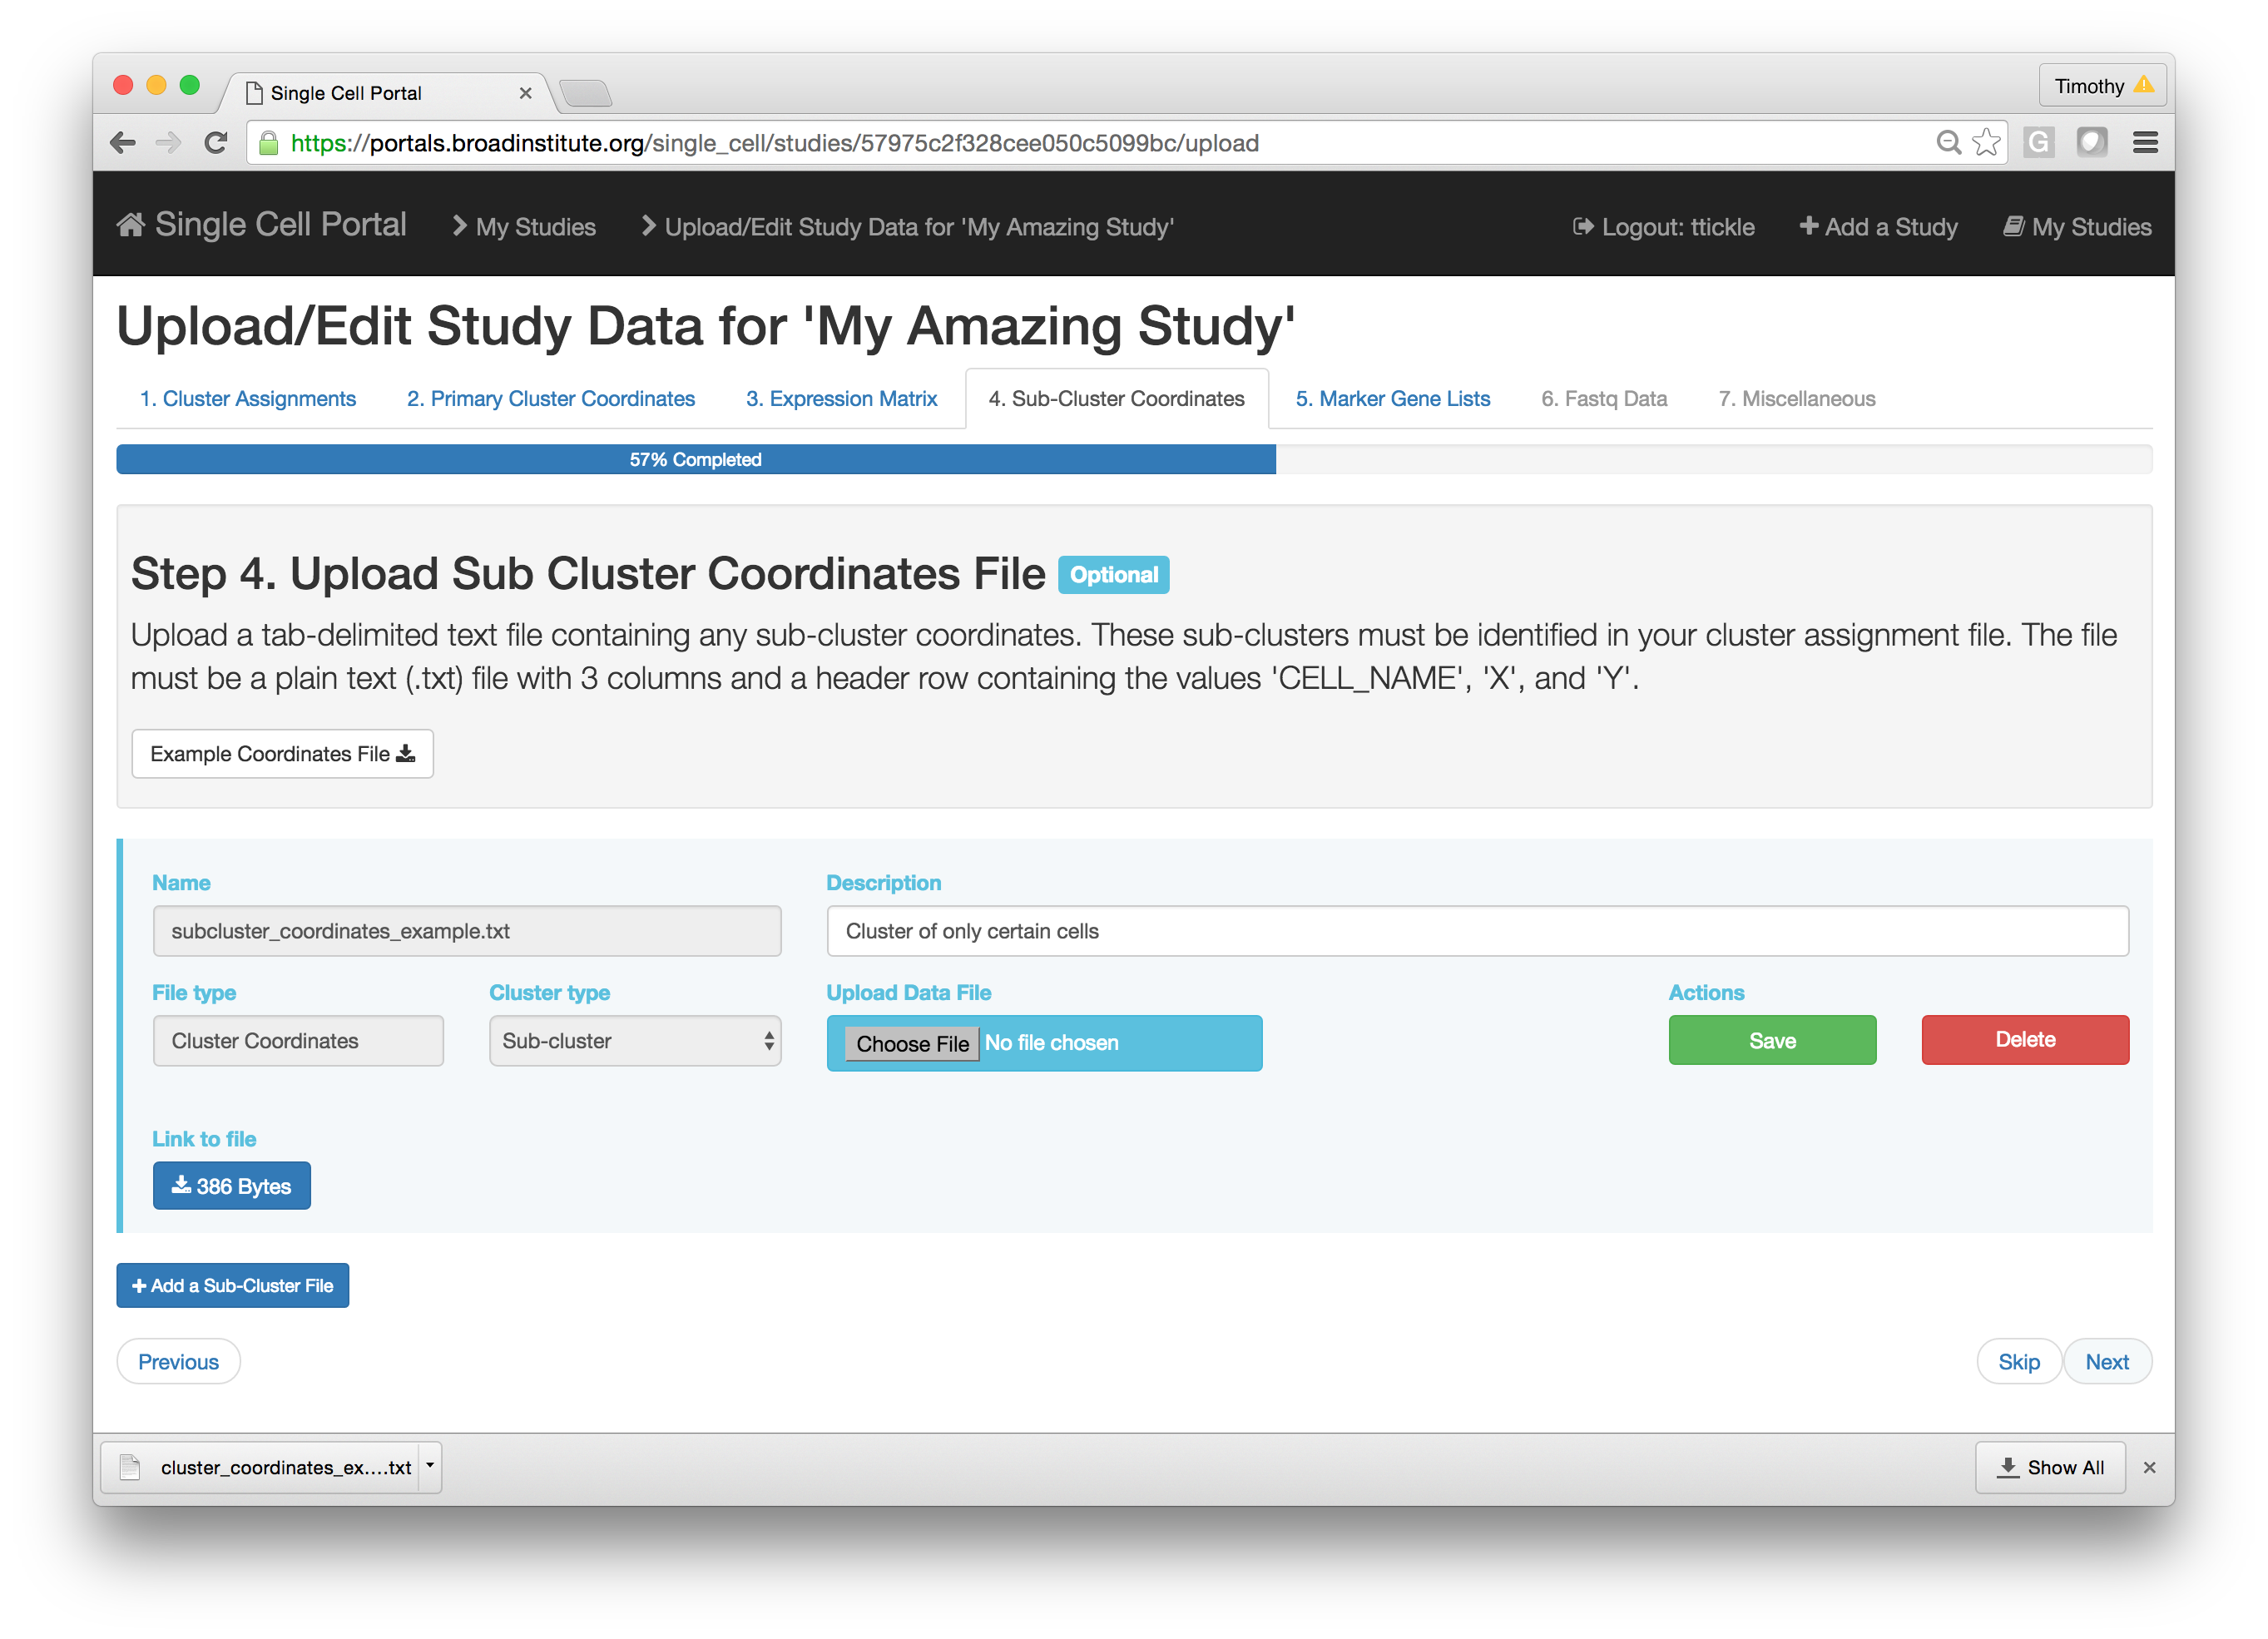 Single Cell Portal
Timothy
https://portals.broadinstitute.org/single_cell/studies/57975c2f328cee050c5099bc/upload
G
Single Cell Portal My Studies Upload/Edit Study Data for 'My Amazing Study' Logout: ttickle Add a Study My Studies
Upload/Edit Study Data for 'My Amazing Study'
1. Cluster Assignments 2. Primary Cluster Coordinates 3. Expression Matrix 4. Sub-Cluster Coordinates 5. Marker Gene Lists 6. Fastq Data 7. Miscellaneous
57% Completed
Step 4. Upload Sub Cluster Coordinates File Optional
Upload a tab-delimited text file containing any sub-cluster coordinates. These sub-clusters must be identified in your cluster assignment file. The file
must be a plain text (.txt) file with 3 columns and a header row containing the values 'CELL_NAME', 'X', and 'Y'.
Example Coordinates File
Name Description
subcluster_coordinates_example.txt Cluster of only certain cells
File type Cluster type Upload Data File Actions
Cluster Coordinates Sub-cluster Choose File No file chosen Save Delete
Link to file
386 Bytes
+ Add a Sub-Cluster File
Previous Skip Next
cluster_coordinates_ex....txt Show All